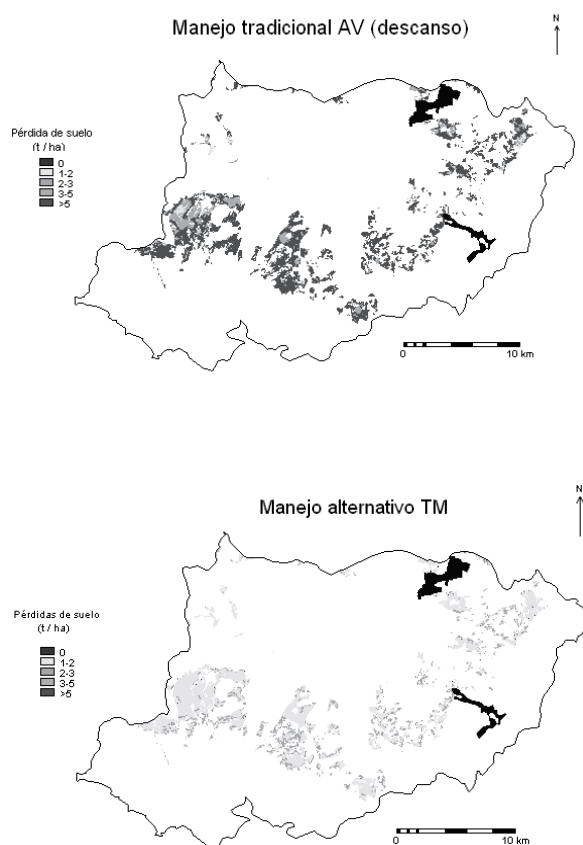 Manejo tradicional AV (descanso)
N
Pérdida de suelo
(t / ha)
0
1-2
2-3
3-5
>5
0
10 km
Manejo alternativo TM
N
Pérdidas de suelo
(t / ha)
0
1-2
2-3
3-5
>5
0
10 km